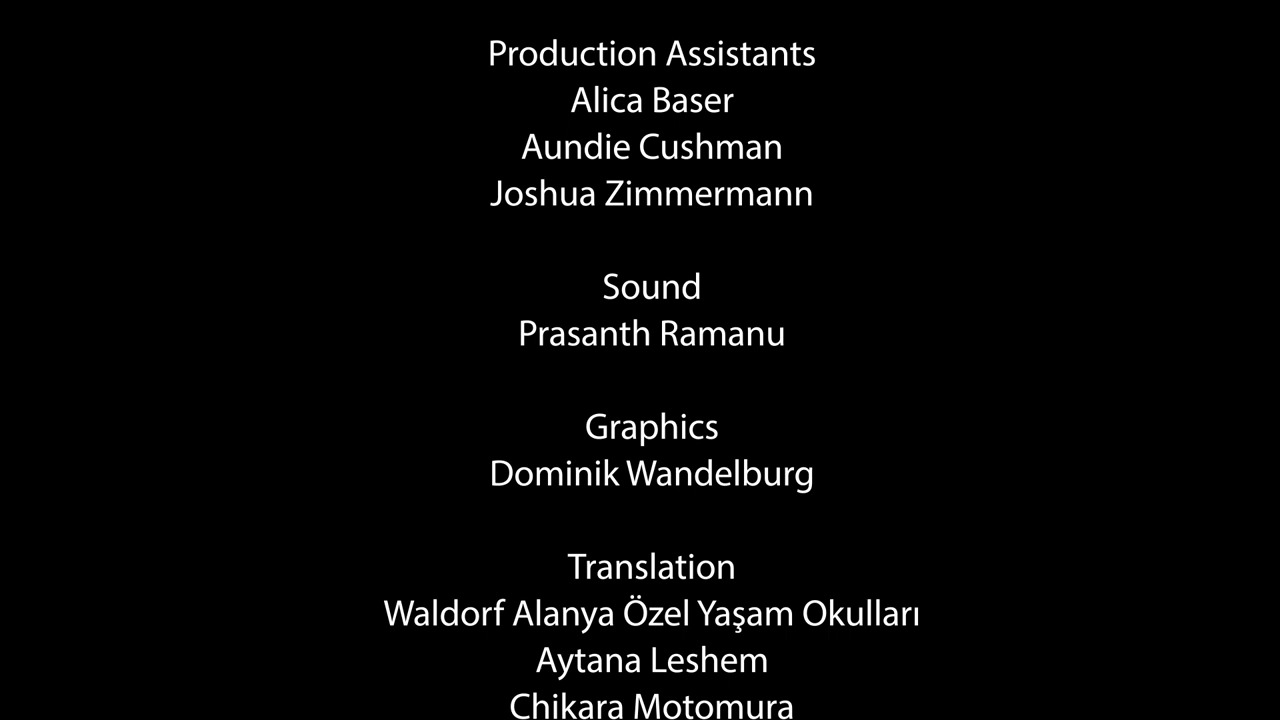 Production Assistants
Alica Baser
Aundie Cushman
Joshua Zimmermann
Sound
Prasanth Ramanu
Graphics
Dominik Wandelburg
Translation
Waldorf Alanya Özel Yaşam Okulları
Aytana Leshem
Chikara Motomura